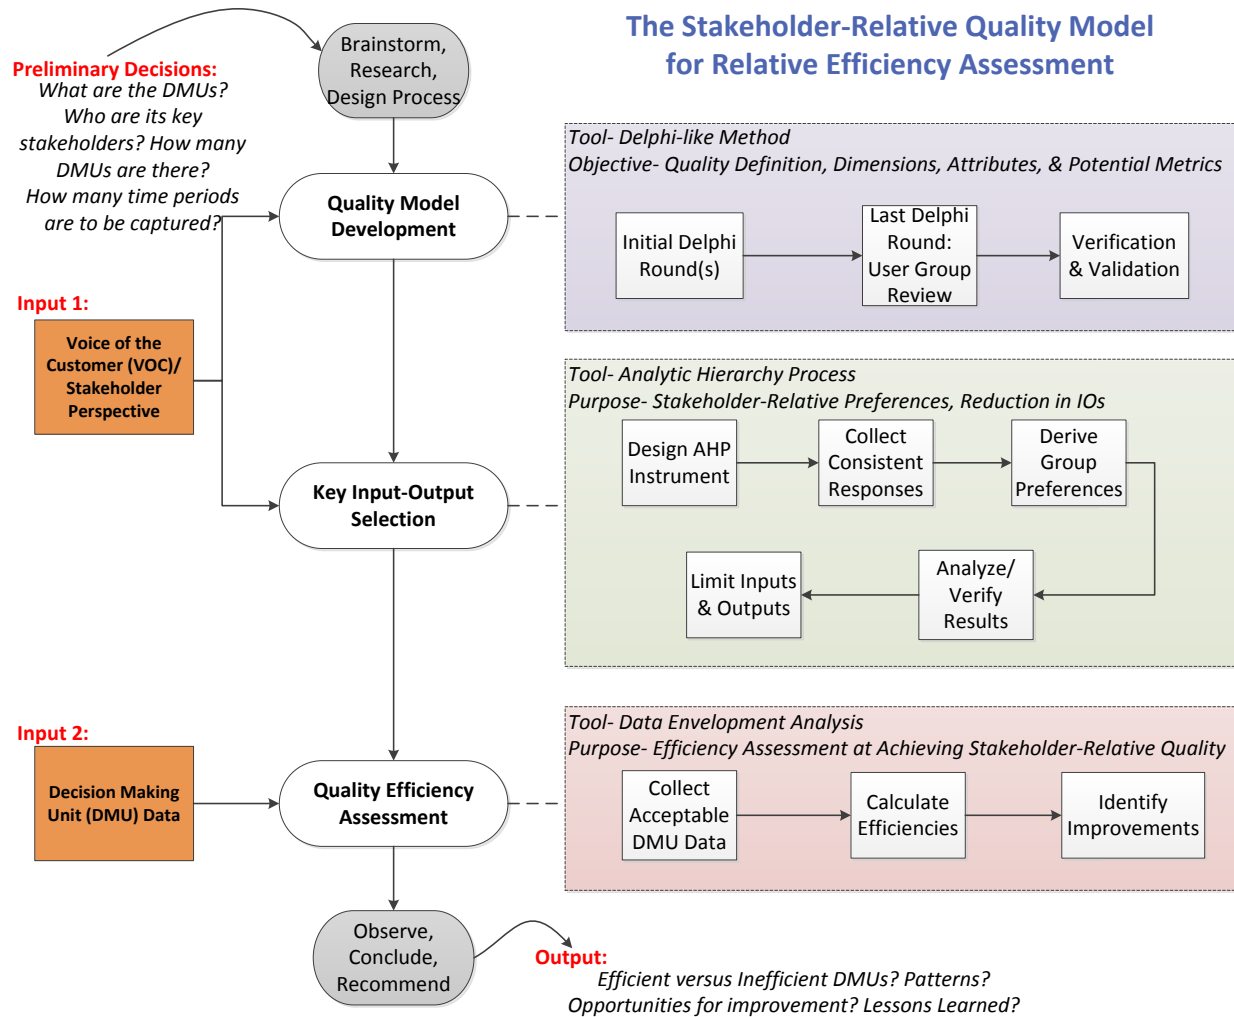 The Stakeholder-Relative Quality Model
for Relative Efficiency Assessment
Brainstorm,
Research,
Design Process
Preliminary Decisions:
What are the DMUs?
Who are its key
stakeholders? How many
DMUs are there?
How many time periods
are to be captured?
Quality Model
Development
Tool- Delphi-like Method
Objective- Quality Definition, Dimensions, Attributes, & Potential Metrics
Initial Delphi
Round(s)
Last Delphi
Round:
User Group
Review
Verification
& Validation
Input 1:
Voice of the
Customer (VOC)/
Stakeholder
Perspective
Key Input-Output
Selection
Tool- Analytic Hierarchy Process
Purpose- Stakeholder-Relative Preferences, Reduction in IOs
Design AHP
Instrument
Collect
Consistent
Responses
Derive
Group
Preferences
Analyze/
Verify
Results
Limit Inputs
& Outputs
Input 2:
Decision Making
Unit (DMU) Data
Quality Efficiency
Assessment
Tool- Data Envelopment Analysis
Purpose- Efficiency Assessment at Achieving Stakeholder-Relative Quality
Collect
Acceptable
DMU Data
Calculate
Efficiencies
Identify
Improvements
Observe,
Conclude,
Recommend
Output:
Efficient versus Inefficient DMUs? Patterns?
Opportunities for improvement? Lessons Learned?